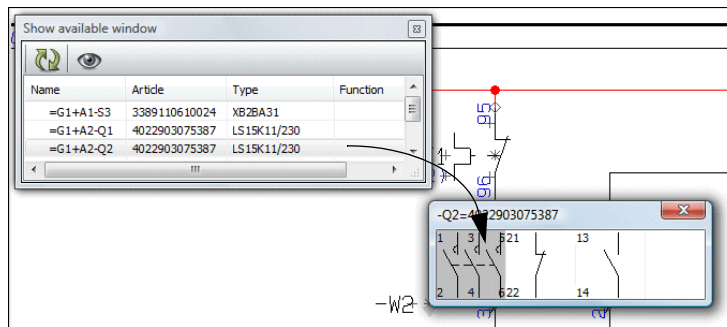 Show available window
Name Article Type Function
=G1+A1-S3 3389110610024 XB2BA31
=G1+A2-Q1 4022903075387 LS15K11/230
=G1+A2-Q2 4022903075387 LS15K11/230
95
96
-Q2=4022903075387
1 3 5 21 13
2 4 6 22 14
-W2